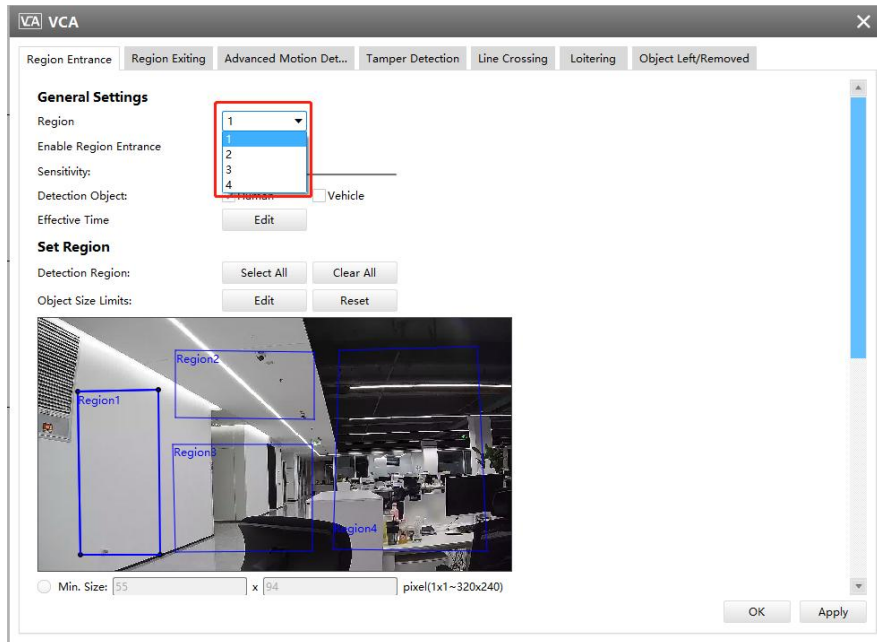 VCA VCA
Region Entrance Region Exiting Advanced Motion Det... Tamper Detection Line Crossing Loitering Object Left/Removed
General Settings
Region 1
1
Enable Region Entrance
2
Sensitivity: 3
4
Detection Object: Human Vehicle
Effective Time Edit
Set Region
Detection Region: Select All Clear All
Object Size Limits: Edit Reset
Region2
Region1
Region3
Region4
Min. Size: 55 x 94 pixel(1x1~320x240)
OK Apply